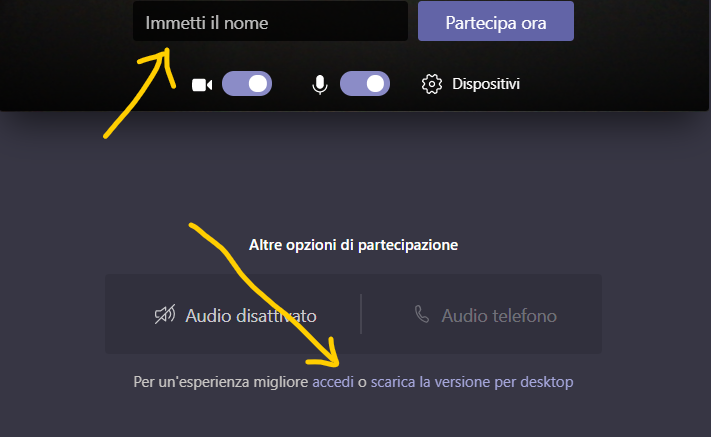 Immetti il nome
Partecipa ora
Dispositivi
Altre opzioni di partecipazione
Audio disattivato
Audio telefono
Per un'esperienza migliore accedi o scarica la versione per desktop